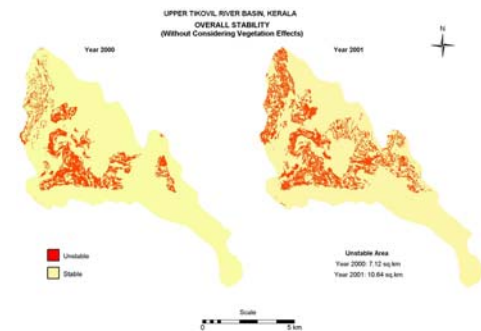 UPPER TIKOVIL RIVER BASIN, KERALA
OVERALL STABILITY
(Without Considering Vegetation Effects)
Year 2000
Year 2001
N
Unstable
Stable
Unstable Area
Year 2000: 7.12 sq.km
Year 2001: 10.84 sq.km
Scale
0 5 km